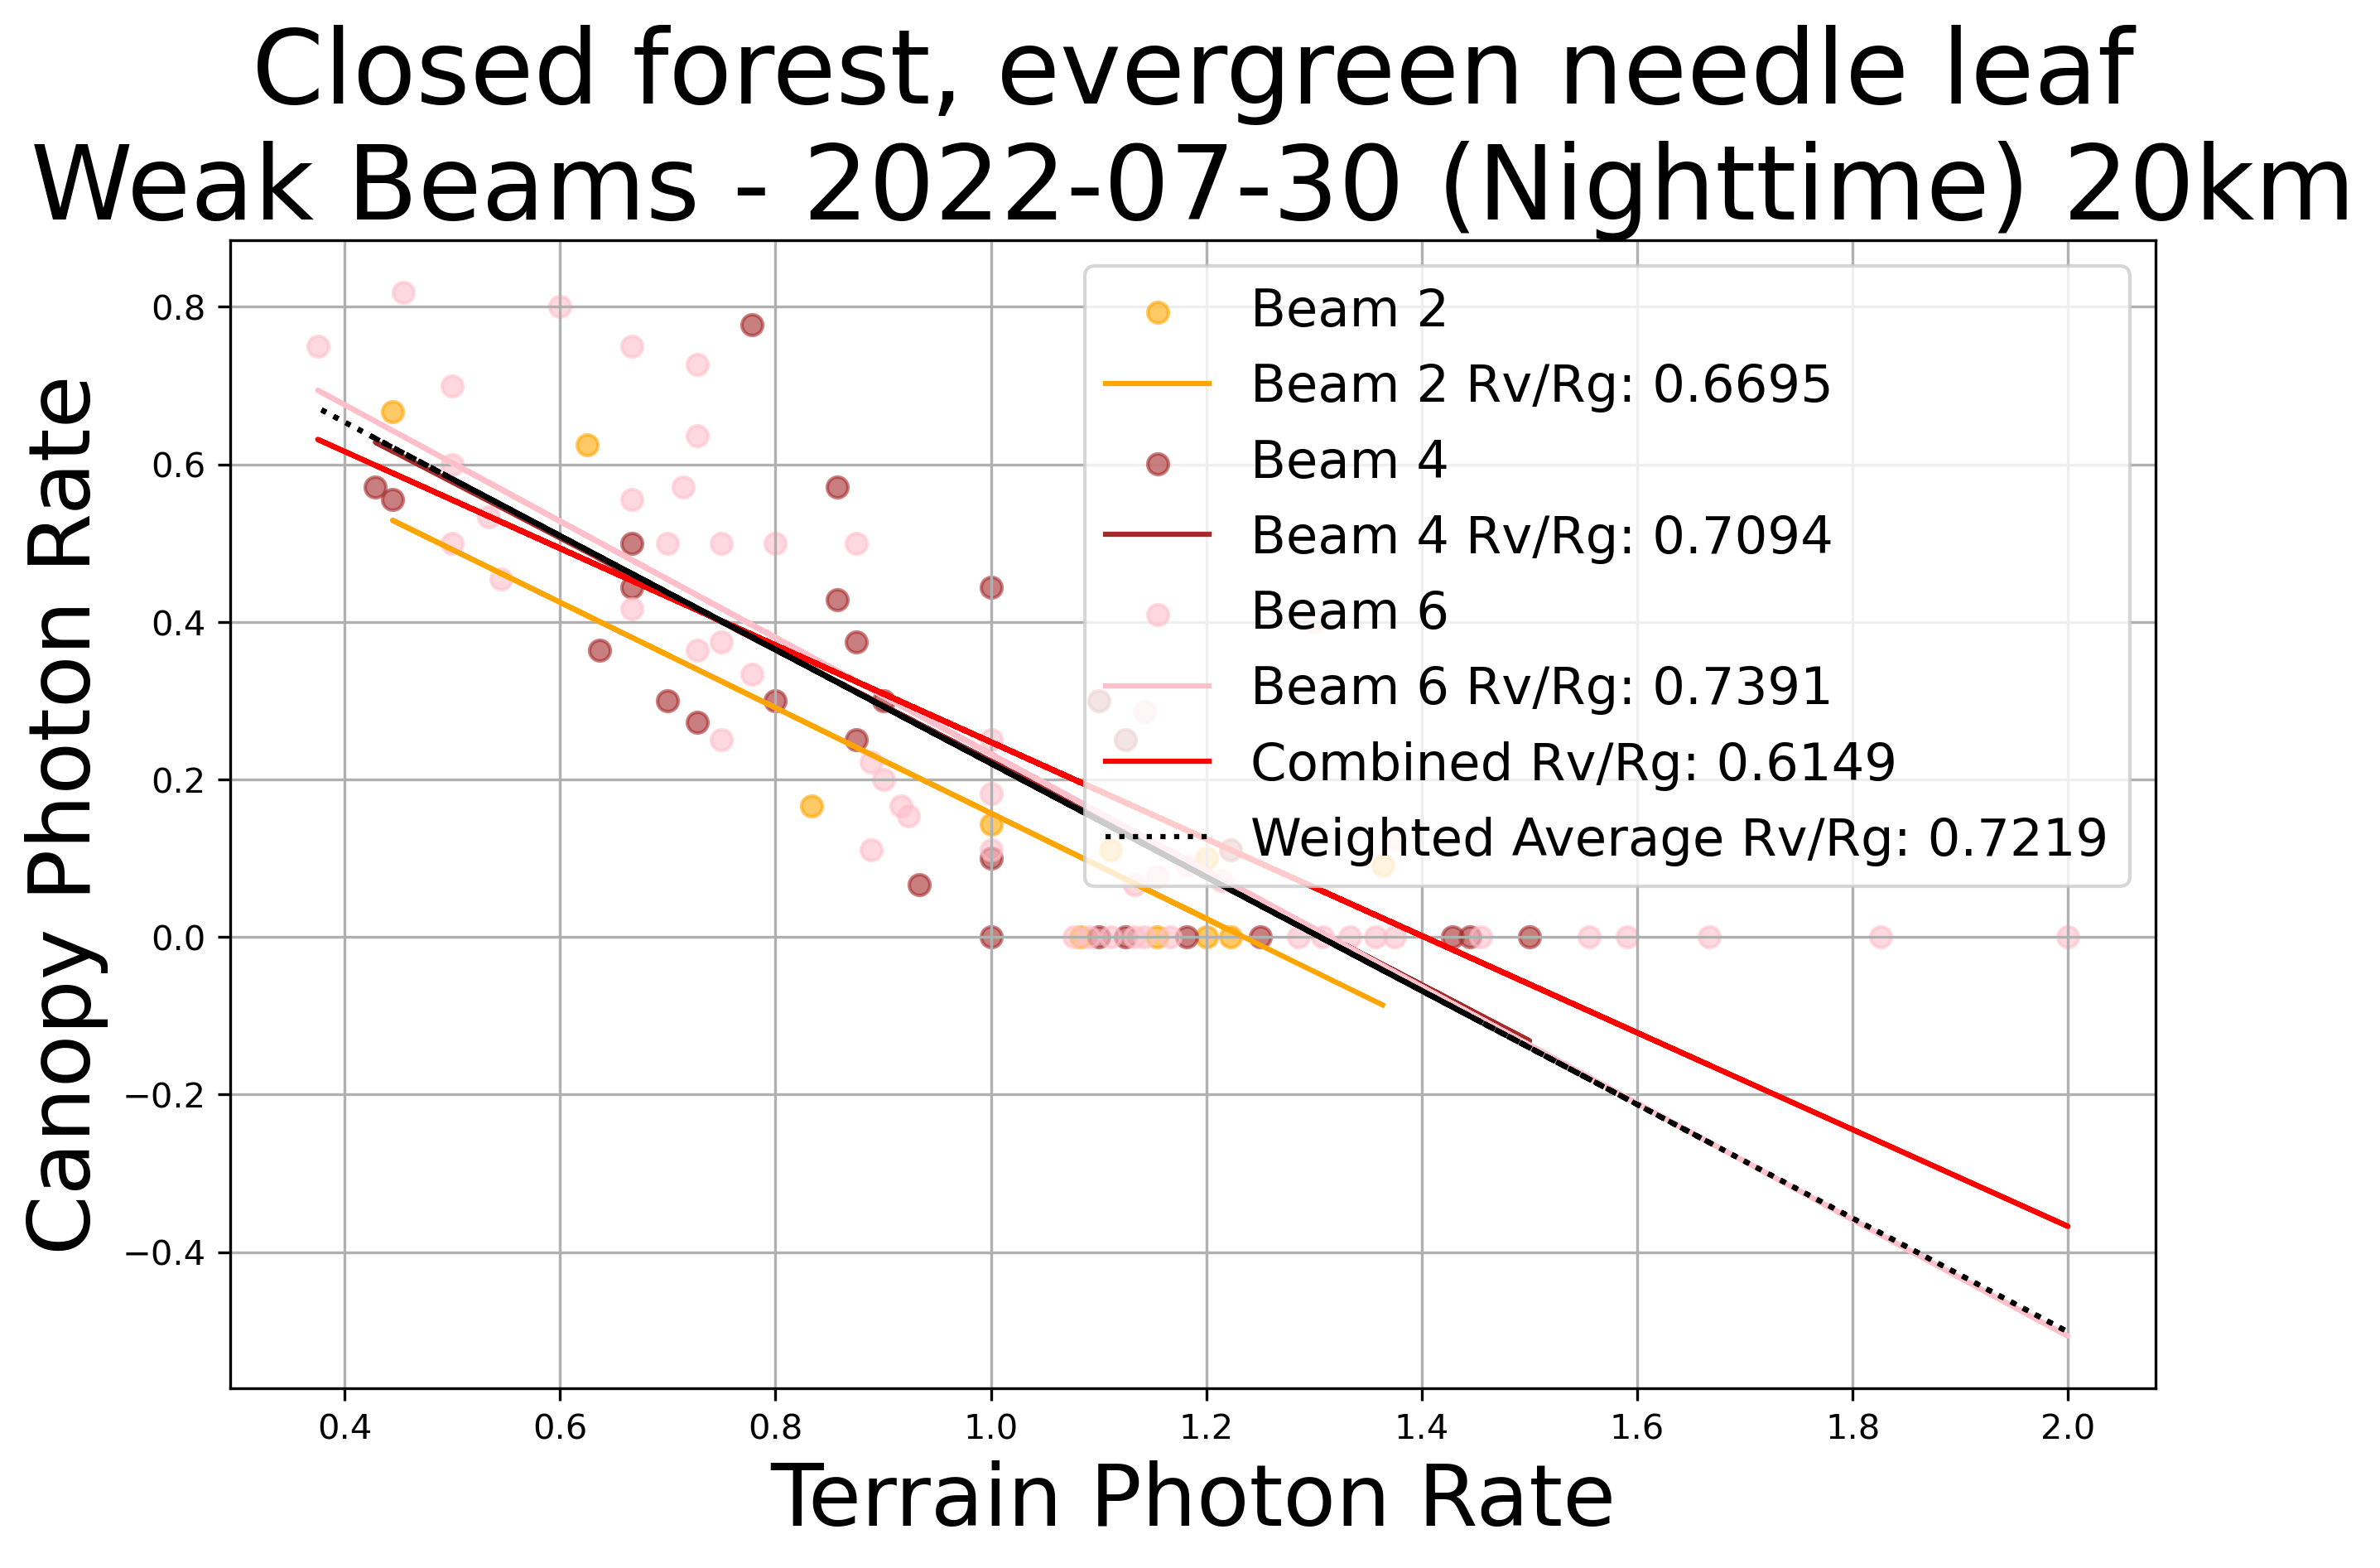 Closed forest, evergreen needle leaf
Weak Beams - 2022-07-30 (Nighttime) 20km
Canopy Photon Rate
0.8
0.6
0.4
0.2
0.0
−0.2
−0.4
Beam 2
Beam 2 Rv/Rg: 0.6695
Beam 4
Beam 4 Rv/Rg: 0.7094
Beam 6
Beam 6 Rv/Rg: 0.7391
Combined Rv/Rg: 0.6149
Weighted Average Rv/Rg: 0.7219
0.4 0.6 0.8 1.0 1.2 1.4 1.6 1.8 2.0
Terrain Photon Rate